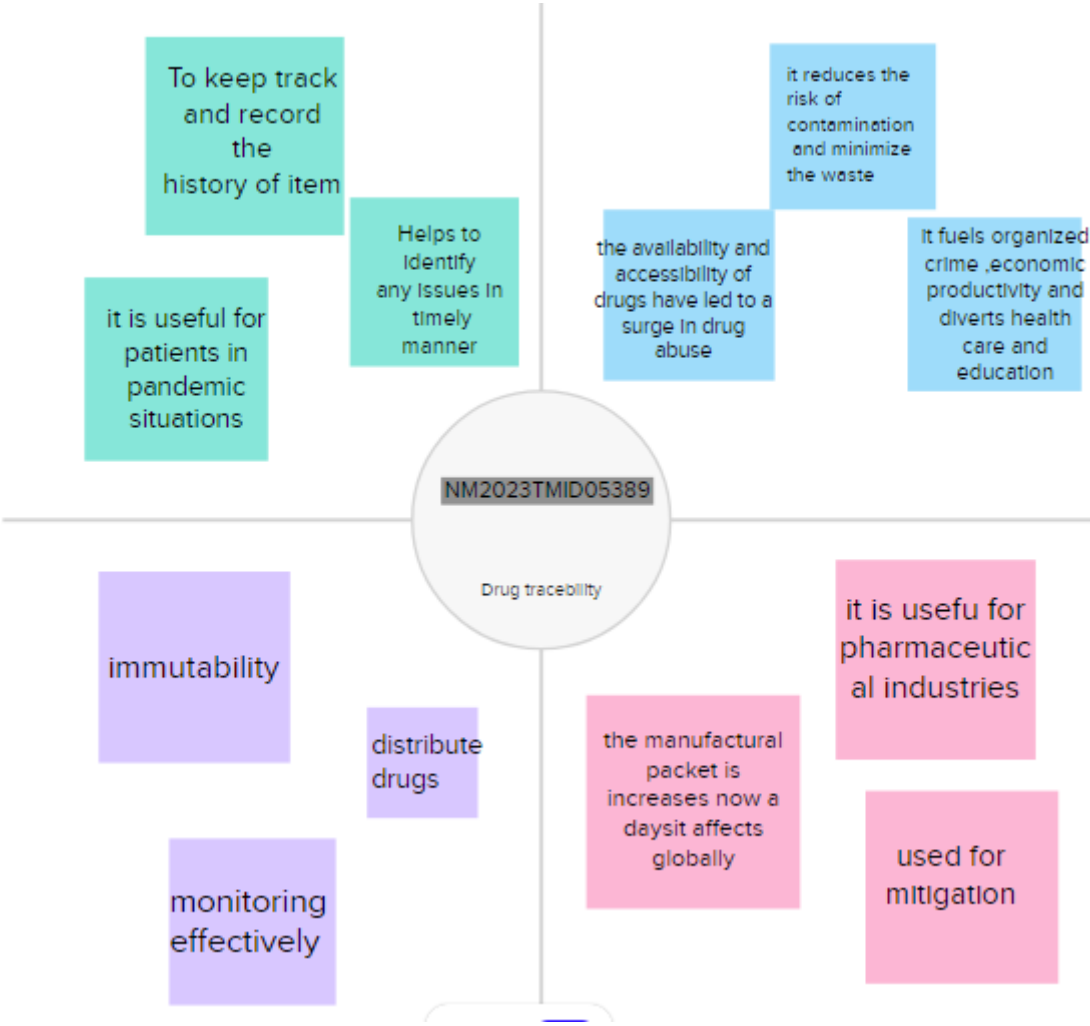 To keep track
and record
the
history of item
Helps to
identify
any issues in
timely
manner
it is useful for
patients in
pandemic
situations
it reduces the
risk of
contamination
and minimize
the waste
the availability and
accessibility of
drugs have led to a
surge in drug
abuse
it fuels organized
crime ,economic
productivity and
diverts health
care and
education
NM2023TMID05389
Drug tracebility
immutability
distribute
drugs
monitoring
effectively
it is usefu for
pharmaceutic
al industries
the manufactural
packet is
increases now a
daysit affects
globally
used for
mitigation